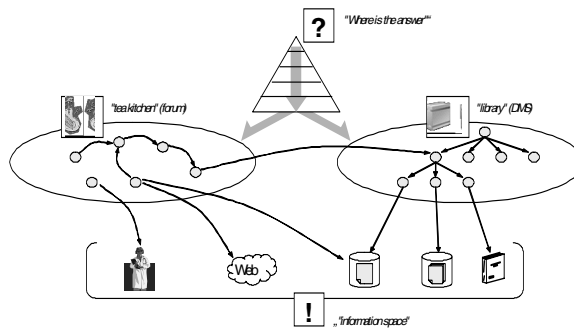 ?
"Where is the answer"
"tea kitchen" (forum)
"library" (DMS)
Web
!
„"Information space"